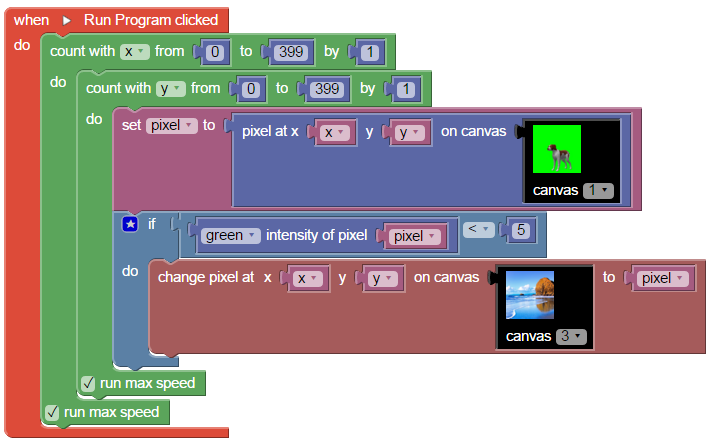 when Run Program clicked
do count with x from 0 to 399 by 1
do count with y from 0 to 399 by 1
do set pixel to pixel at x x y y on canvas
canvas 1
if green intensity of pixel pixel < 5
do change pixel at x x y y on canvas to pixel
canvas 3
run max speed
run max speed